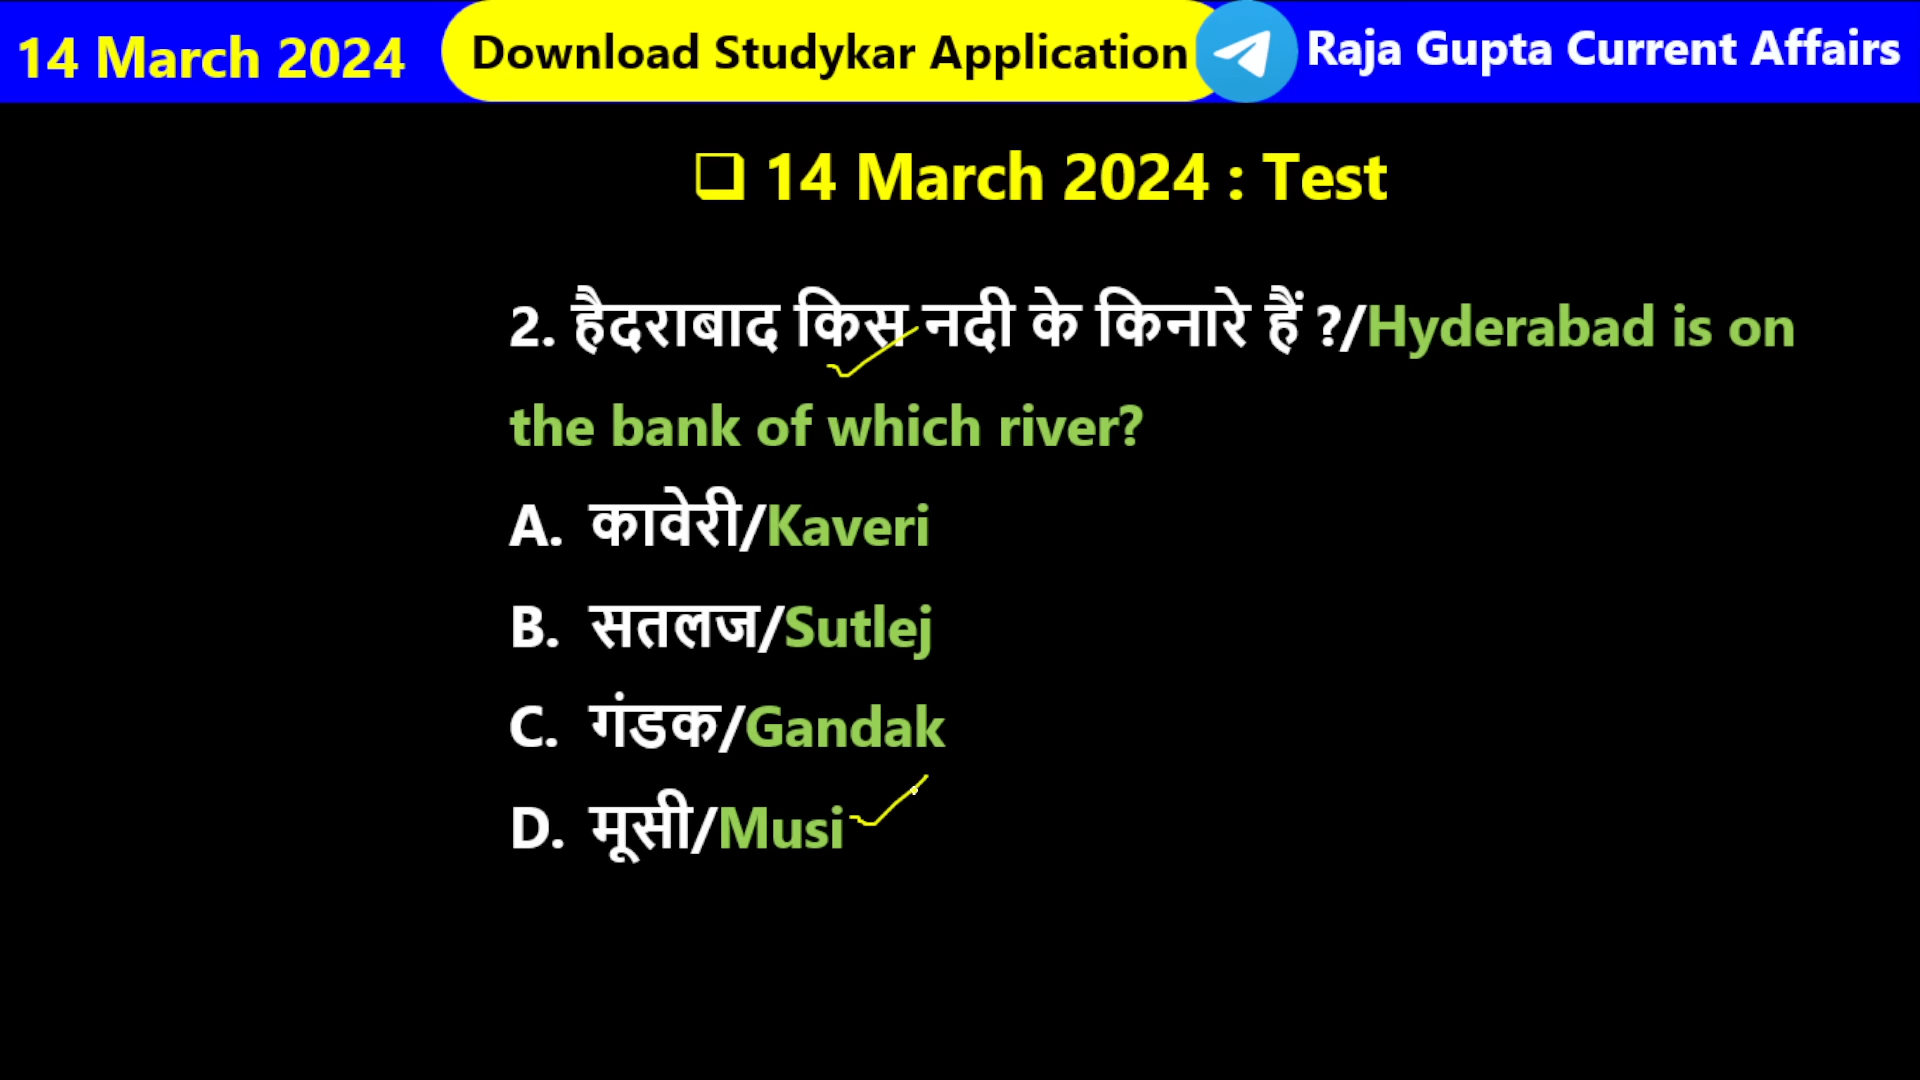 14 March 2024 Download Studykar Application Raja Gupta Current Affairs
❑ 14 March 2024 : Test
2. हैदराबाद किस नदी के किनारे हैं ?/Hyderabad is on
the bank of which river?
A. कावेरी/Kaveri
B. सतलज/Sutlej
C. गंडक/Gandak
D. मूसी/Musi